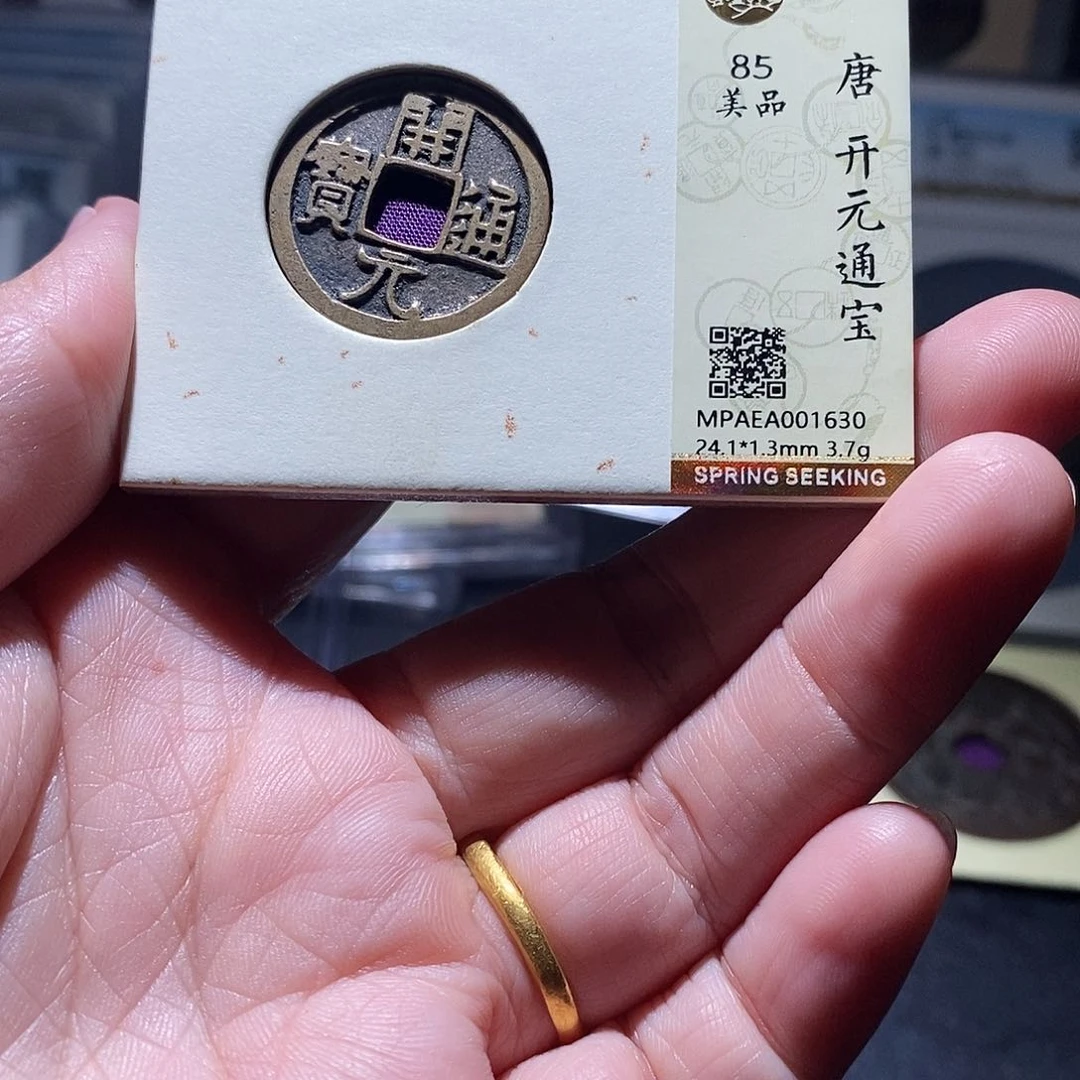 開
通
元
寶
85
美品
唐 开元通宝
MPAEA001630
24.1*1.3mm 3.7g
SPRING SEEKING